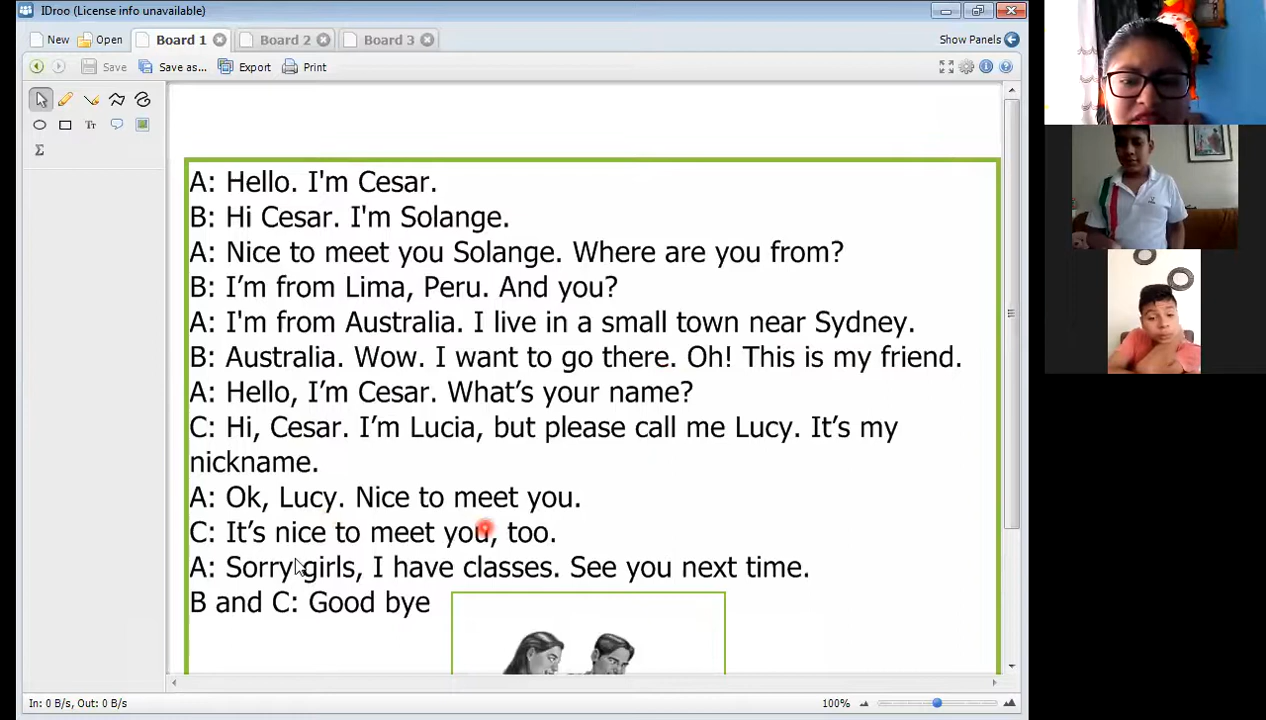 IDroo (License info unavailable)
New Open Board 1 Board 2 Board 3 Show Panels
Save Save as... Export Print
Tт
Σ
A: Hello. I'm Cesar.
B: Hi Cesar. I'm Solange.
A: Nice to meet you Solange. Where are you from?
B: I’m from Lima, Peru. And you?
A: I'm from Australia. I live in a small town near Sydney.
B: Australia. Wow. I want to go there. Oh! This is my friend.
A: Hello, I’m Cesar. What’s your name?
C: Hi, Cesar. I’m Lucia, but please call me Lucy. It’s my
nickname.
A: Ok, Lucy. Nice to meet you.
C: It’s nice to meet you, too.
A: Sorry girls, I have classes. See you next time.
B and C: Good bye
In: 0 B/s, Out: 0 B/s 100%